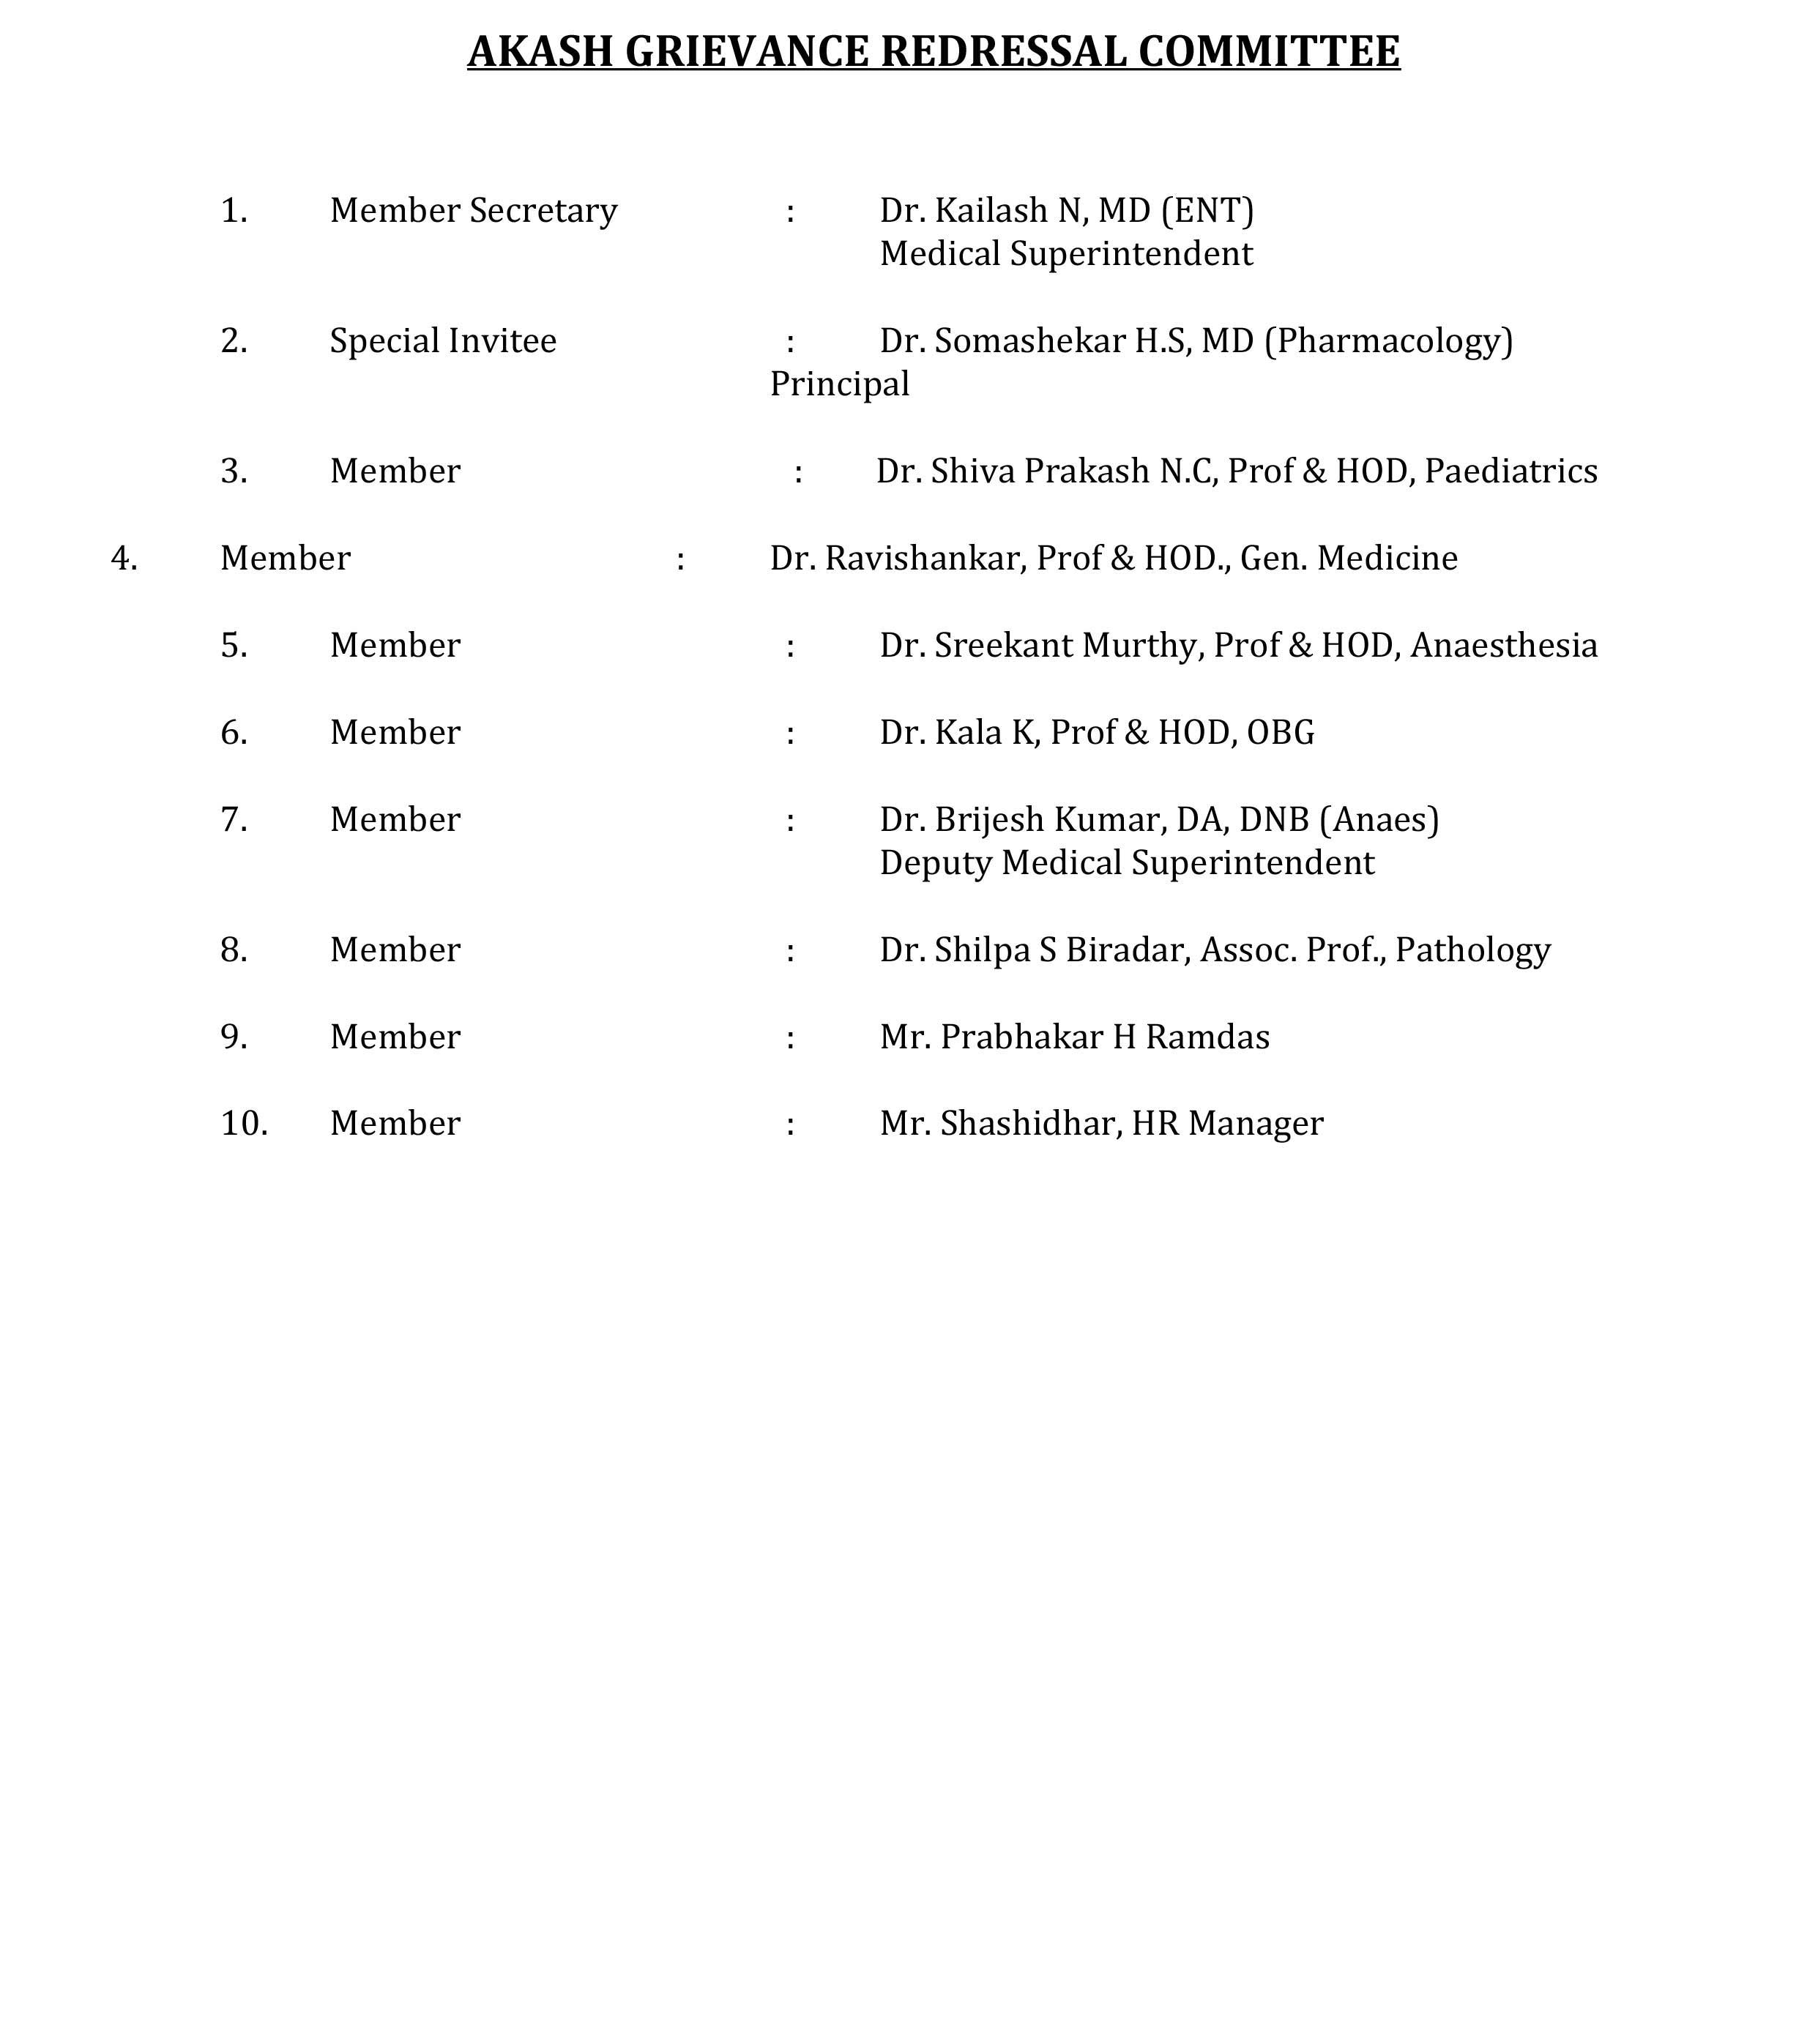 AKASH GRIEVANCE REDRESSAL COMMITTEE
1. Member Secretary : Dr. Kailash N, MD (ENT)
Medical Superintendent
2. Special Invitee : Dr. Somashekar H.S, MD (Pharmacology)
Principal
3. Member : Dr. Shiva Prakash N.C, Prof & HOD, Paediatrics
4. Member : Dr. Ravishankar, Prof & HOD., Gen. Medicine
5. Member : Dr. Sreekant Murthy, Prof & HOD, Anaesthesia
6. Member : Dr. Kala K, Prof & HOD, OBG
7. Member : Dr. Brijesh Kumar, DA, DNB (Anaes)
Deputy Medical Superintendent
8. Member : Dr. Shilpa S Biradar, Assoc. Prof., Pathology
9. Member : Mr. Prabhakar H Ramdas
10. Member : Mr. Shashidhar, HR Manager